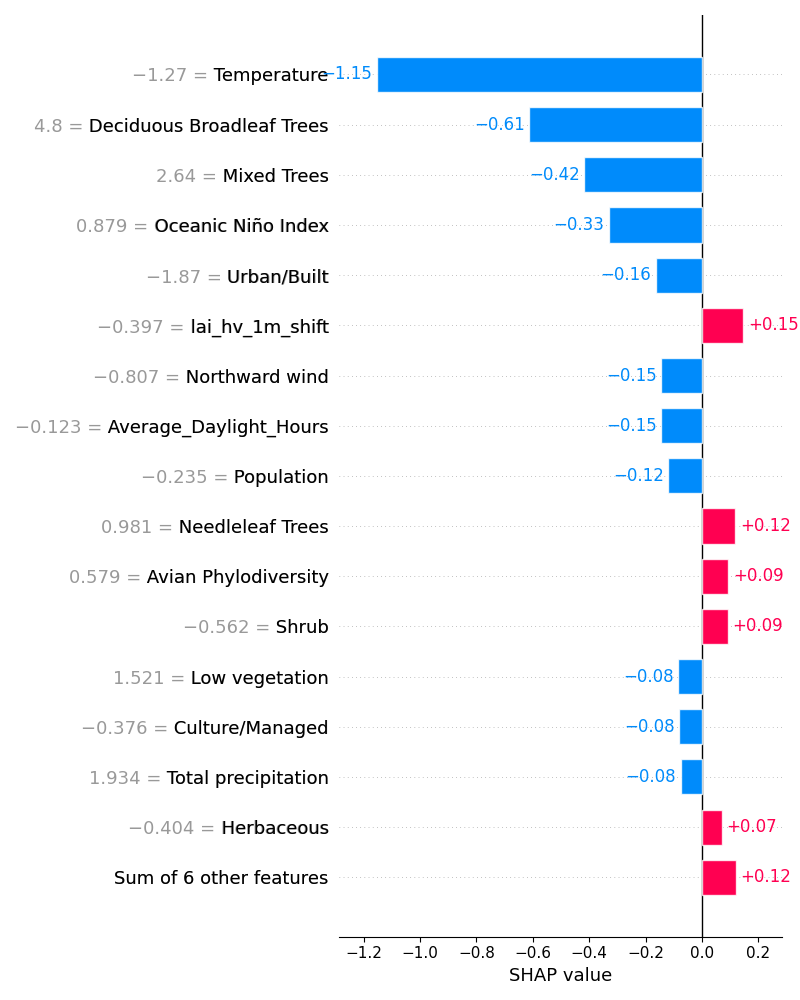 −1.27 = Temperature −1.15
4.8 = Deciduous Broadleaf Trees −0.61
2.64 = Mixed Trees −0.42
0.879 = Oceanic Niño Index −0.33
−1.87 = Urban/Built −0.16
−0.397 = lai_hv_1m_shift +0.15
−0.807 = Northward wind −0.15
−0.123 = Average_Daylight_Hours −0.15
−0.235 = Population −0.12
0.981 = Needleleaf Trees +0.12
0.579 = Avian Phylodiversity +0.09
−0.562 = Shrub +0.09
1.521 = Low vegetation −0.08
−0.376 = Culture/Managed −0.08
1.934 = Total precipitation −0.08
−0.404 = Herbaceous +0.07
Sum of 6 other features +0.12
−1.2 −1.0 −0.8 −0.6 −0.4 −0.2 0.0 0.2
SHAP value